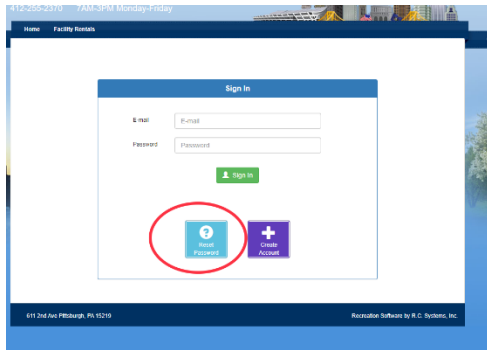 412-255-2370 7AM-3PM Monday-Friday
Home Facility Rentals
Sign In
E-mail E-mail
Password Password
Sign In
Reset Password
Create Account
611 2nd Ave Pittsburgh, PA 15219 Recreation Software by R.C. Systems, Inc.